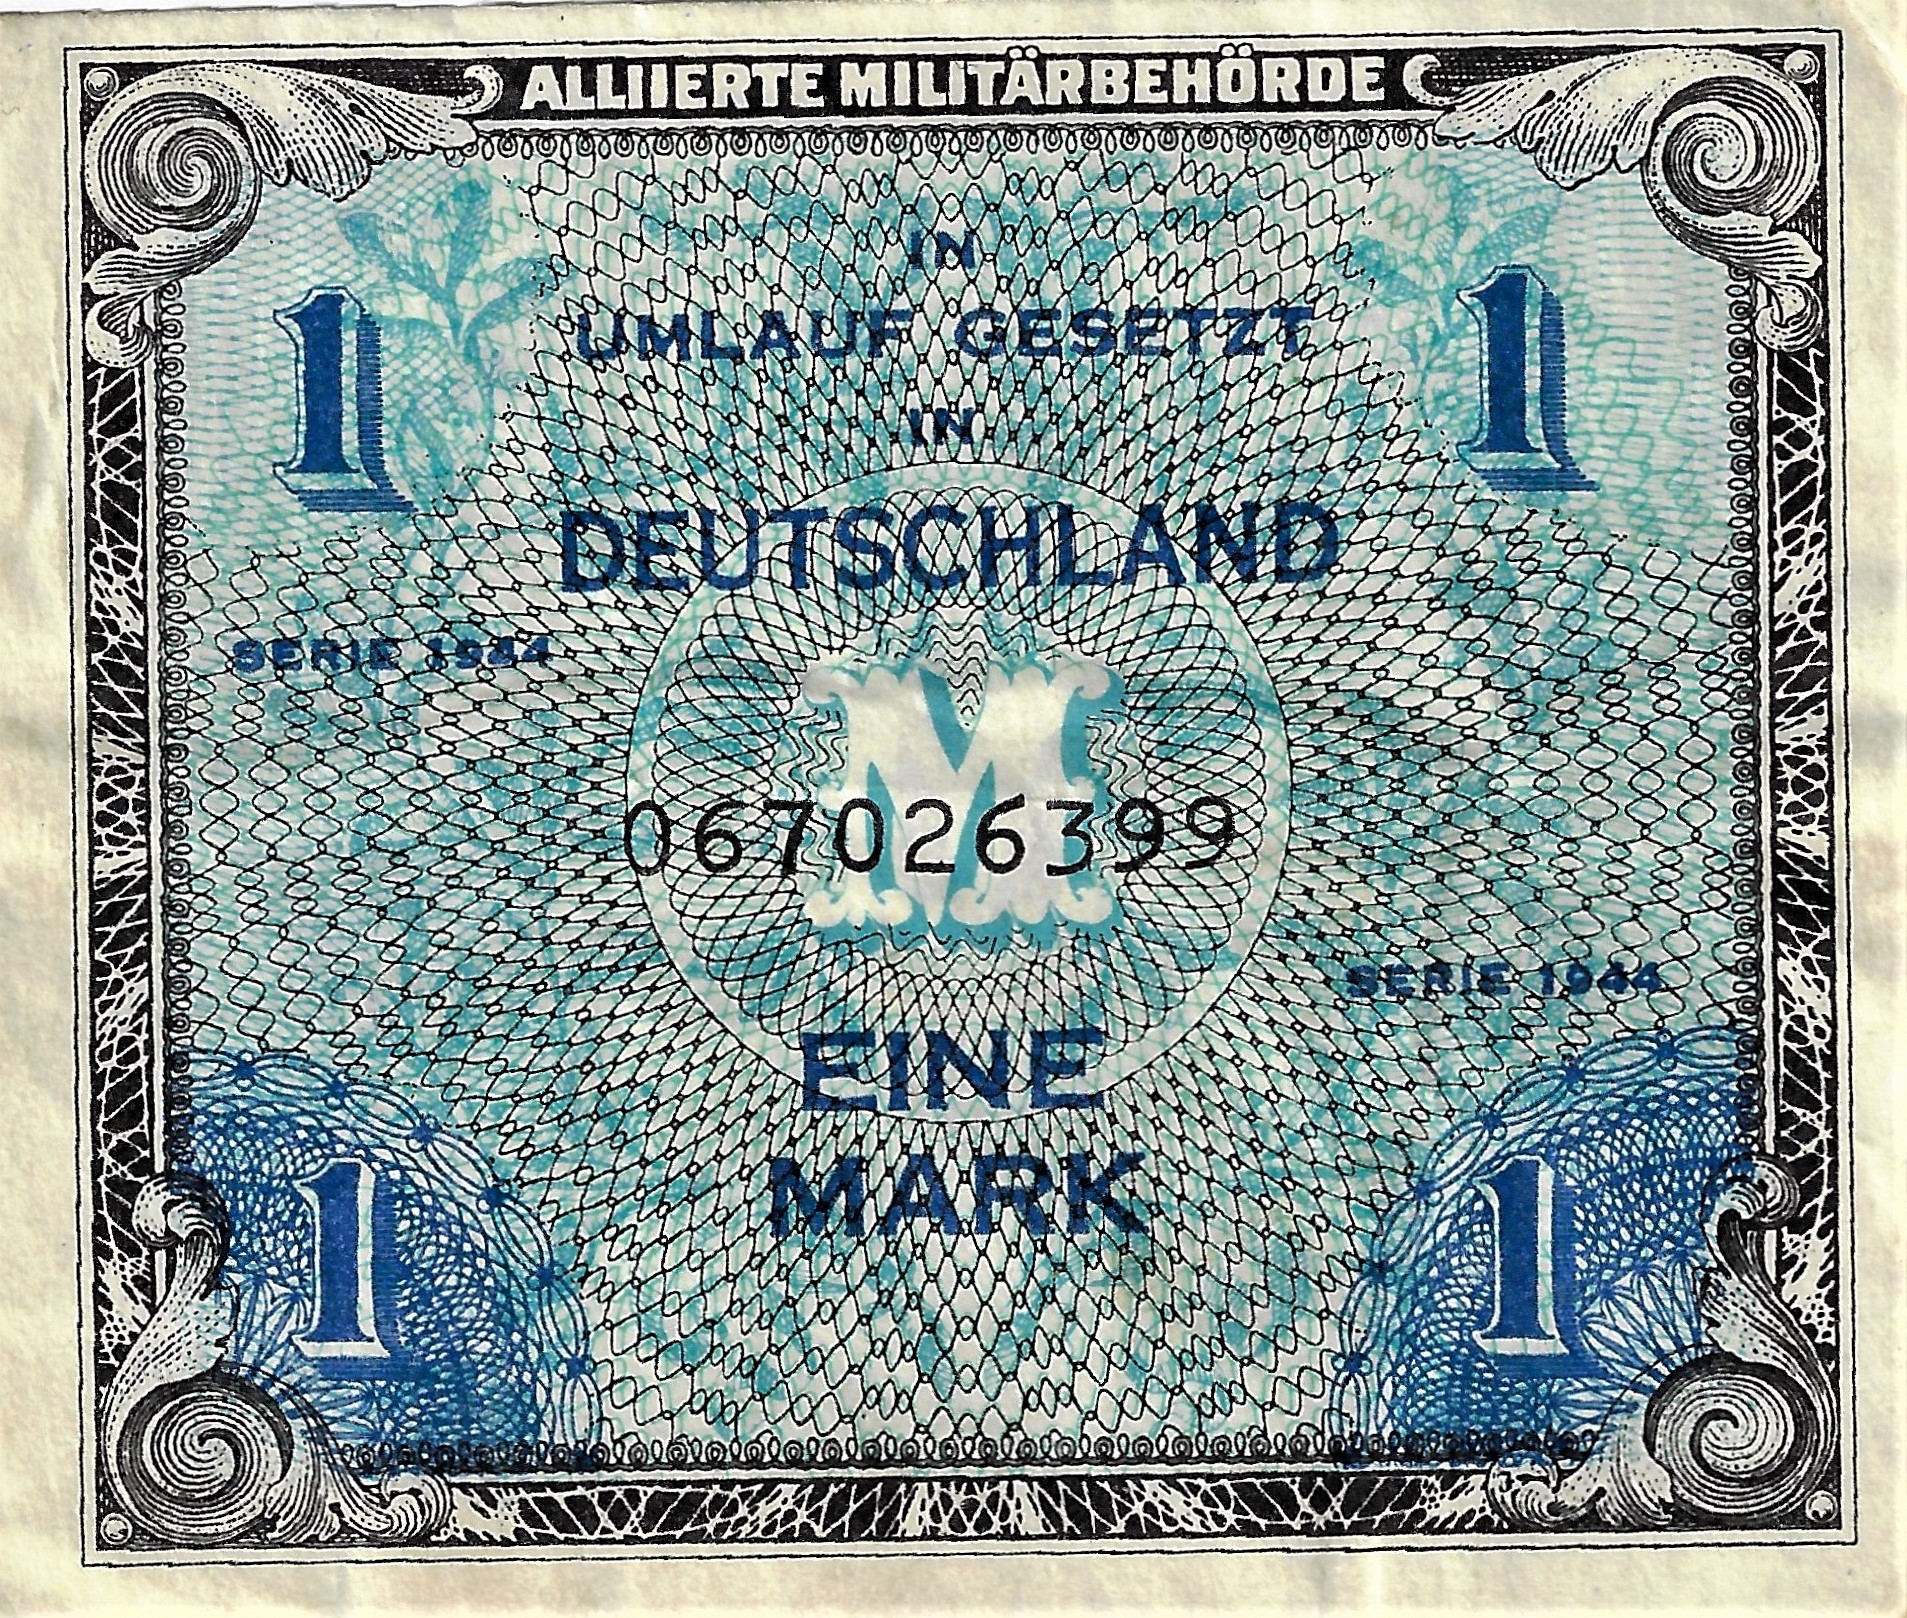 ALLIIERTE MILITÄRBEHÖRDE
IN
UMLAUF GESETZT
IN
DEUTSCHLAND
1
1
SERIE 1944
M
067026399
SERIE 1944
EINE
MARK
1
1